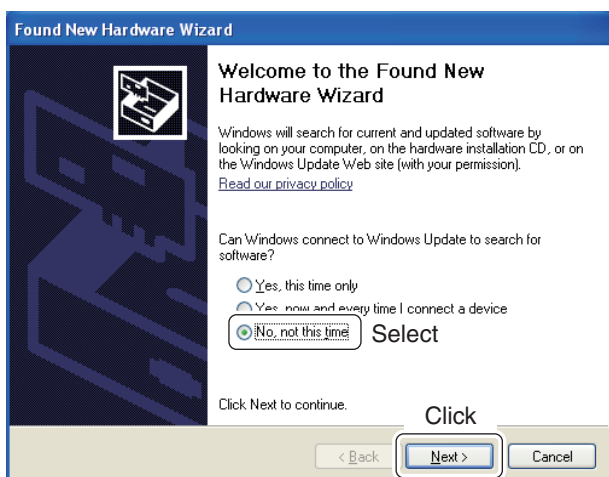 Found New Hardware Wizard
Welcome to the Found New
Hardware Wizard
Windows will search for current and updated software by
looking on your computer, on the hardware installation CD, or on
the Windows Update Web site (with your permission).
Read our privacy policy
Can Windows connect to Windows Update to search for
software?
Yes, this time only
Yes, now and every time I connect a device
No, not this time Select
Click Next to continue.
Click
< Back Next > Cancel